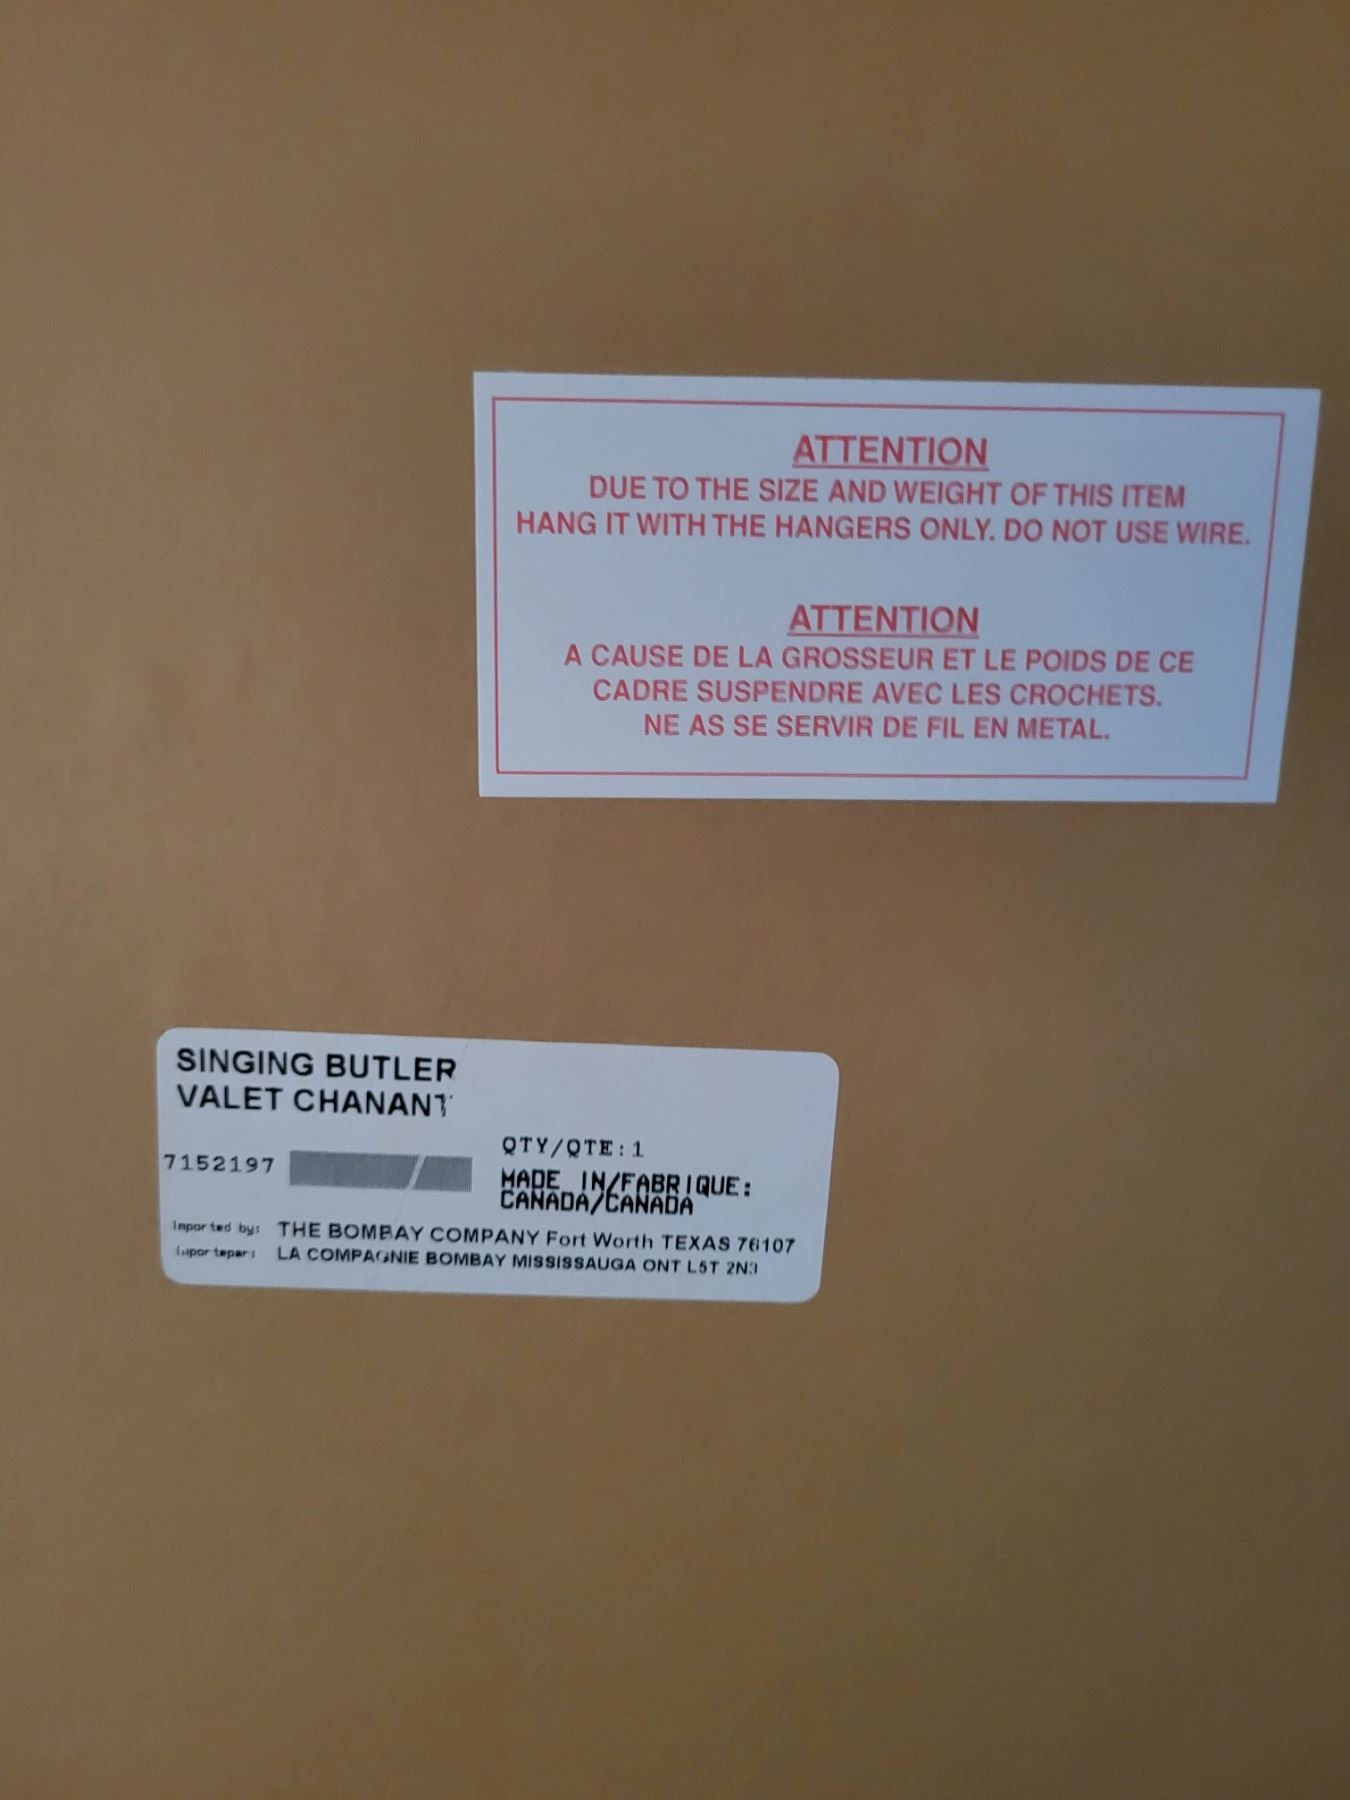 ATTENTION
DUE TO THE SIZE AND WEIGHT OF THIS ITEM
HANG IT WITH THE HANGERS ONLY. DO NOT USE WIRE.
ATTENTION
A CAUSE DE LA GROSSEUR ET LE POIDS DE CE
CADRE SUSPENDRE AVEC LES CROCHETS.
NE AS SE SERVIR DE FIL EN METAL.
SINGING BUTLER
VALET CHANANT
7152197
QTY/QTE:1
MADE IN/FABRIQUE:
CANADA/CANADA
Imported by: THE BOMBAY COMPANY Fort Worth TEXAS 76107
LA COMPAGNIE BOMBAY MISSISSAUGA ONT L5T 2N3